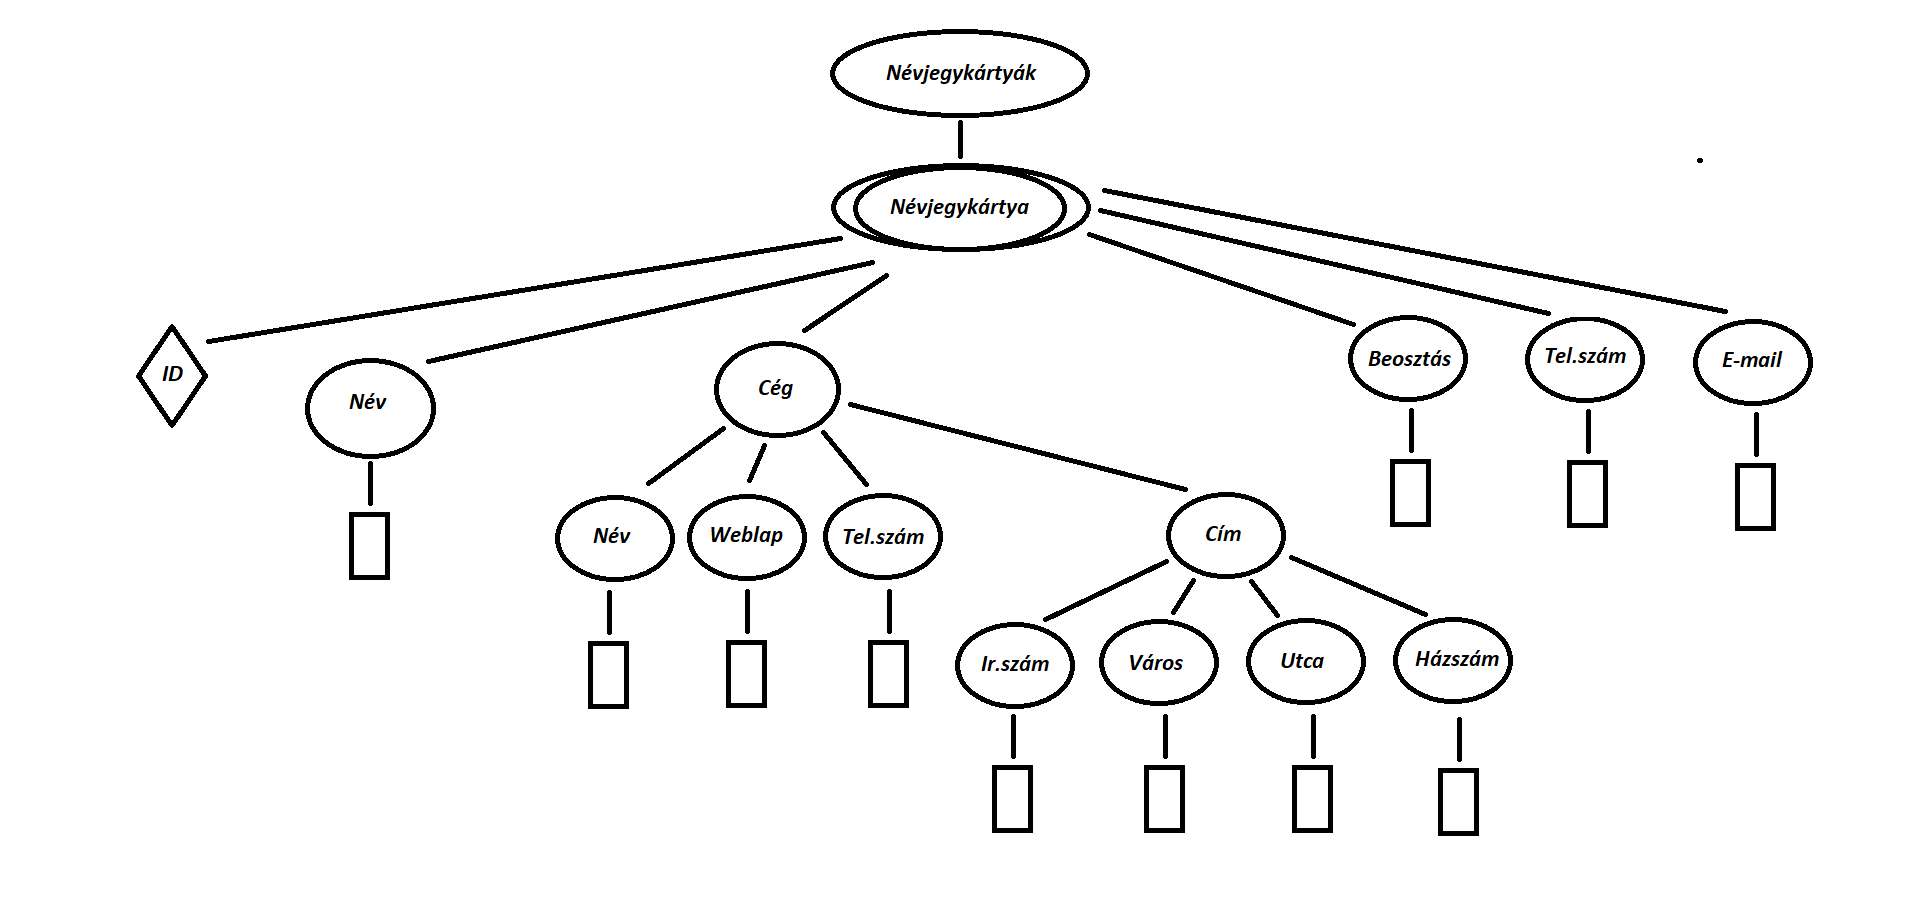 Névjegykártyák
Névjegykártya
ID
Név
Cég
Beosztás
Tel.szám
E-mail
Név
Weblap
Tel.szám
Cím
Ir.szám
Város
Utca
Házszám